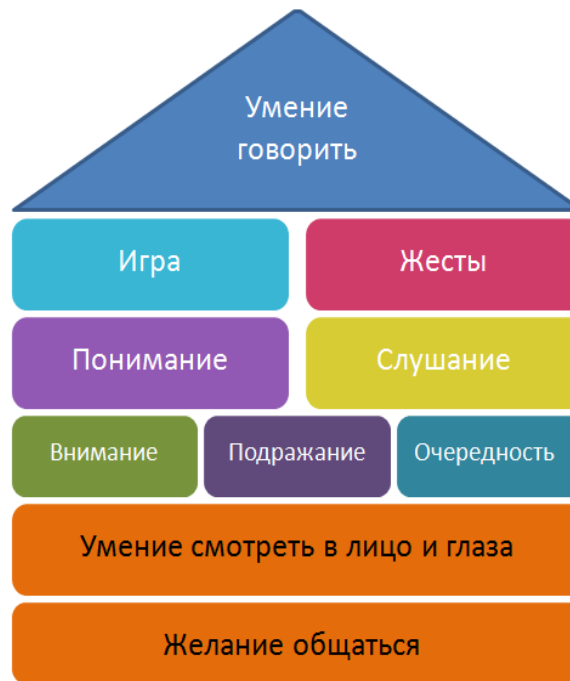 Умение
говорить
Игра
Жесты
Понимание
Слушание
Внимание
Подражание
Очередность
Умение смотреть в лицо и глаза
Желание общаться